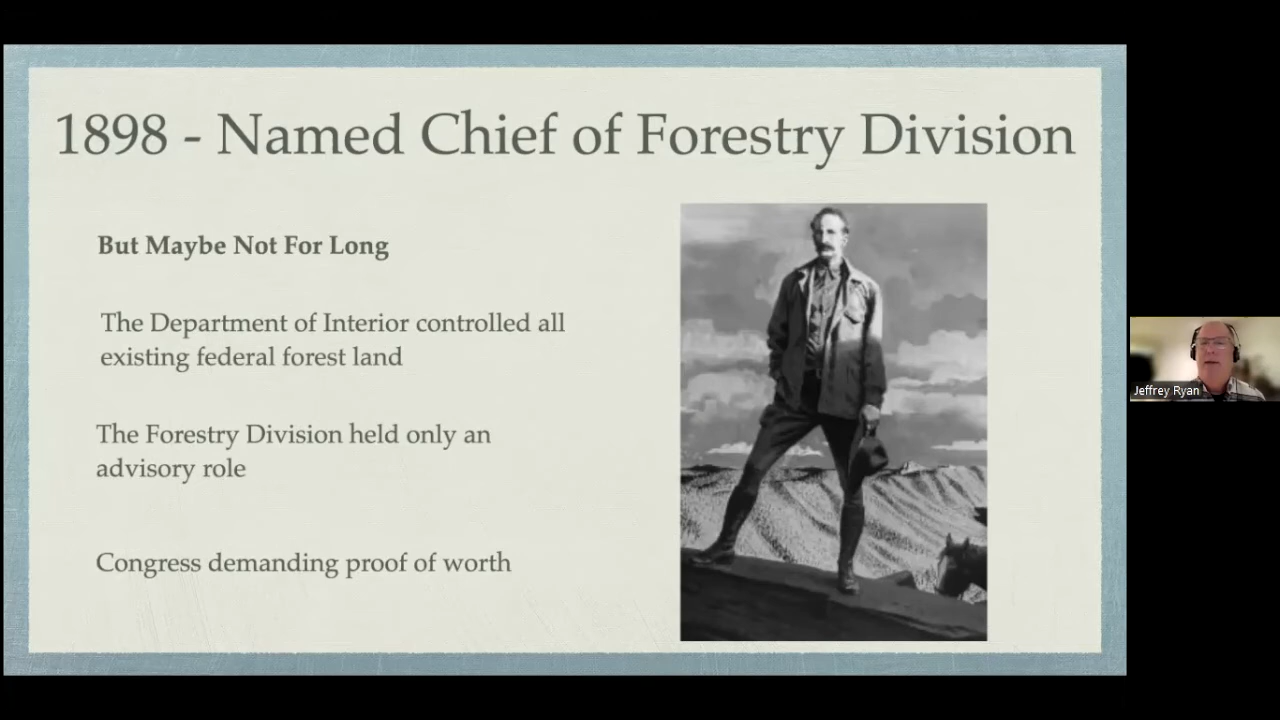 1898 - Named Chief of Forestry Division
But Maybe Not For Long
The Department of Interior controlled all
existing federal forest land
The Forestry Division held only an
advisory role
Congress demanding proof of worth
Jeffrey Ryan